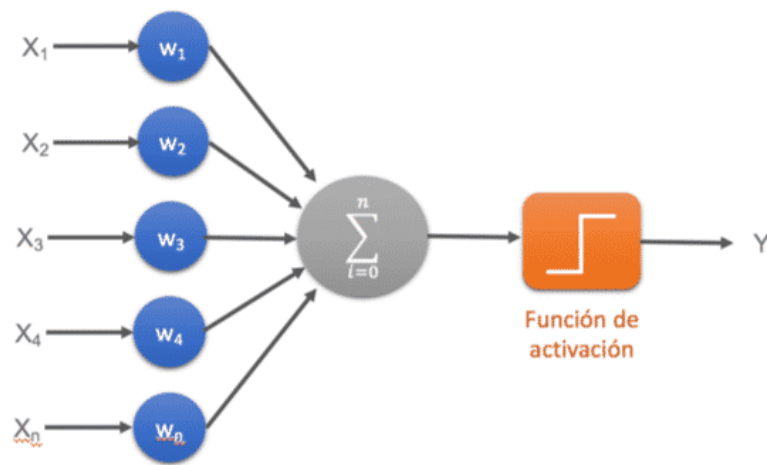 X₁ w₁
X₂ w₂
n
∑
i=0
X₃ w₃
Y
X₄ w₄
Función de
activación
Xₙ wₙ